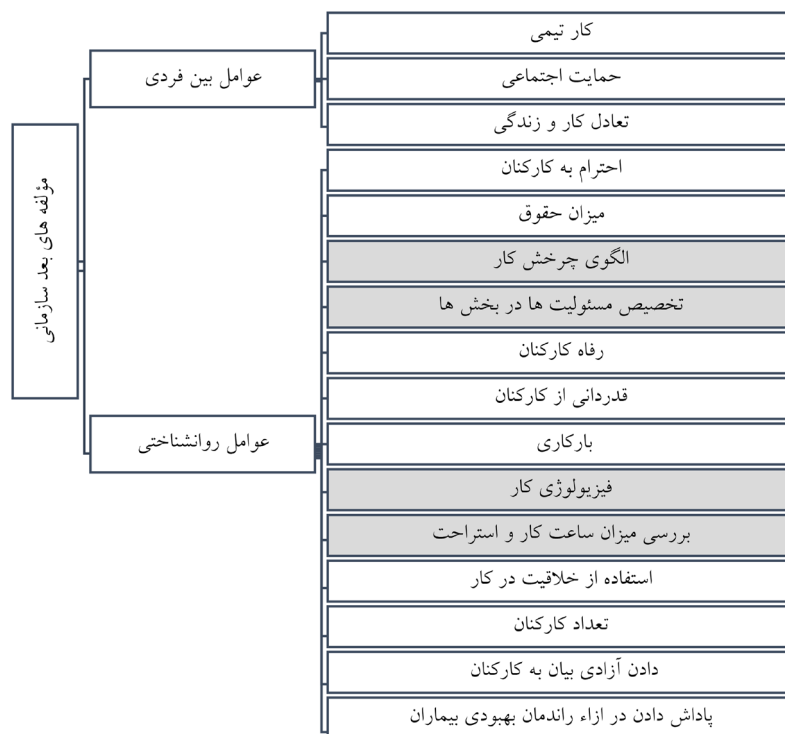 مؤلفه های بعد سازمانی
عوامل بین فردی
کار تیمی
حمایت اجتماعی
تعادل کار و زندگی
عوامل روانشناختی
احترام به کارکنان
میزان حقوق
الگوی چرخش کار
تخصیص مسئولیت ها در بخش ها
رفاه کارکنان
قدردانی از کارکنان
بارکاری
فیزیولوژی کار
بررسی میزان ساعت کار و استراحت
استفاده از خلاقیت در کار
تعداد کارکنان
دادن آزادی بیان به کارکنان
پاداش دادن در ازاء راندمان بهبودی بیماران